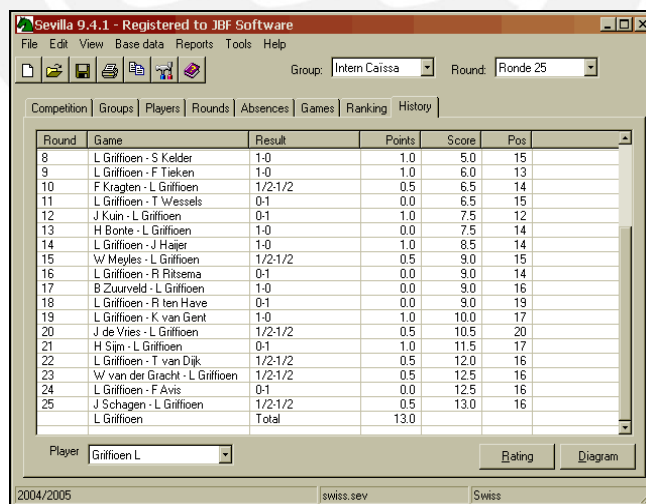 Sevilla 9.4.1 - Registered to JBF Software
File Edit View Base data Reports Tools Help
Group: Intern Caïssa Round: Ronde 25
Competition Groups Players Rounds Absences Games Ranking History
Round Game Result Points Score Pos
8 L Griffioen - S Kelder 1-0 1.0 5.0 15
9 L Griffioen - F Tieken 1-0 1.0 6.0 13
10 F Kragten - L Griffioen 1/2-1/2 0.5 6.5 14
11 L Griffioen - T Wessels 0-1 0.0 6.5 15
12 J Kuin - L Griffioen 0-1 1.0 7.5 12
13 H Bonte - L Griffioen 1-0 0.0 7.5 14
14 L Griffioen - J Haijer 1-0 1.0 8.5 14
15 W Meyles - L Griffioen 1/2-1/2 0.5 9.0 15
16 L Griffioen - R Ritsema 0-1 0.0 9.0 14
17 B Zuurveld - L Griffioen 1-0 0.0 9.0 16
18 L Griffioen - R ten Have 0-1 0.0 9.0 19
19 L Griffioen - K van Gent 1-0 1.0 10.0 17
20 J de Vries - L Griffioen 1/2-1/2 0.5 10.5 20
21 H Sijm - L Griffioen 0-1 1.0 11.5 17
22 L Griffioen - T van Dijk 1/2-1/2 0.5 12.0 16
23 W van der Gracht - L Griffioen 1/2-1/2 0.5 12.5 16
24 L Griffioen - F Avis 0-1 0.0 12.5 16
25 J Schagen - L Griffioen 1/2-1/2 0.5 13.0 16
L Griffioen Total 13.0
Player Griffioen L Rating Diagram
2004/2005 swiss.sev Swiss